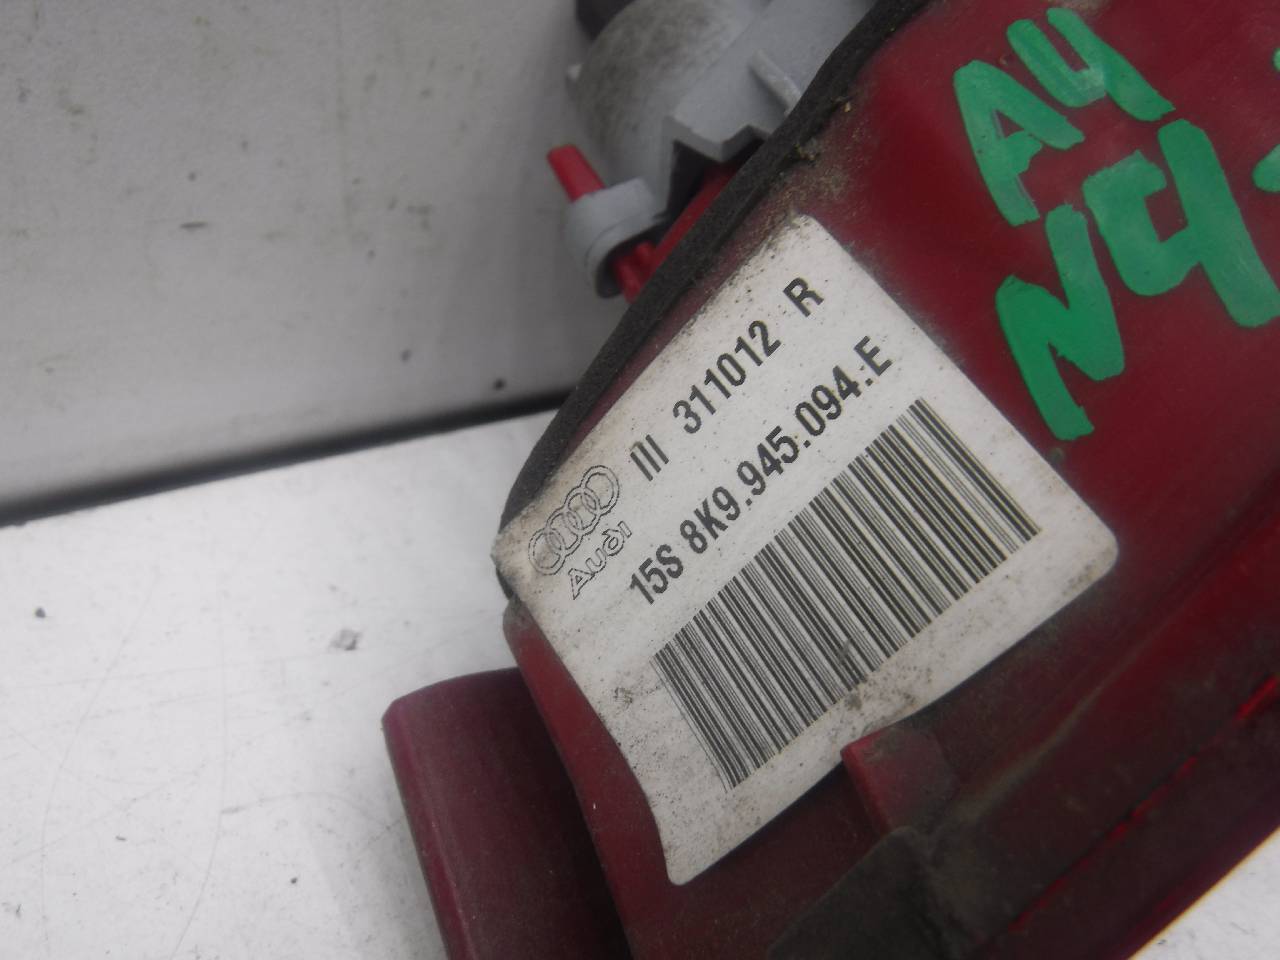 A4
N4
III 311012 R
15S 8K9.945.094.E
Audi